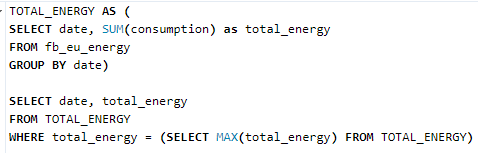 TOTAL_ENERGY AS (
SELECT date, SUM(consumption) as total_energy
FROM fb_eu_energy
GROUP BY date)
SELECT date, total_energy
FROM TOTAL_ENERGY
WHERE total_energy = (SELECT MAX(total_energy) FROM TOTAL_ENERGY)